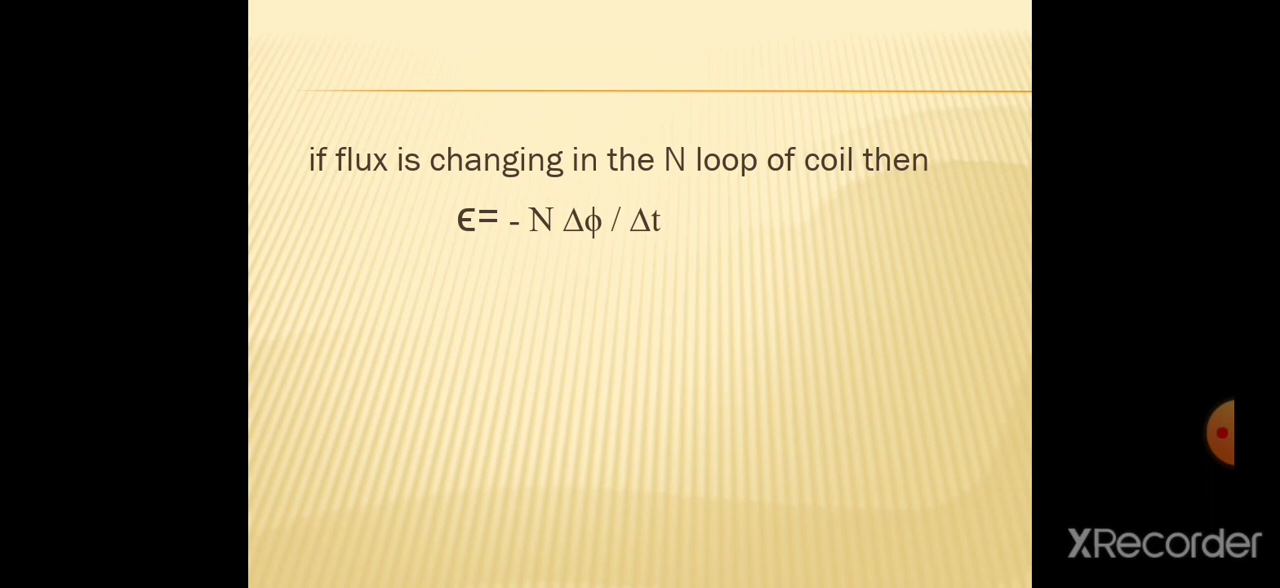 if flux is changing in the N loop of coil then
ϵ= - N Δϕ / Δt
XRecorder